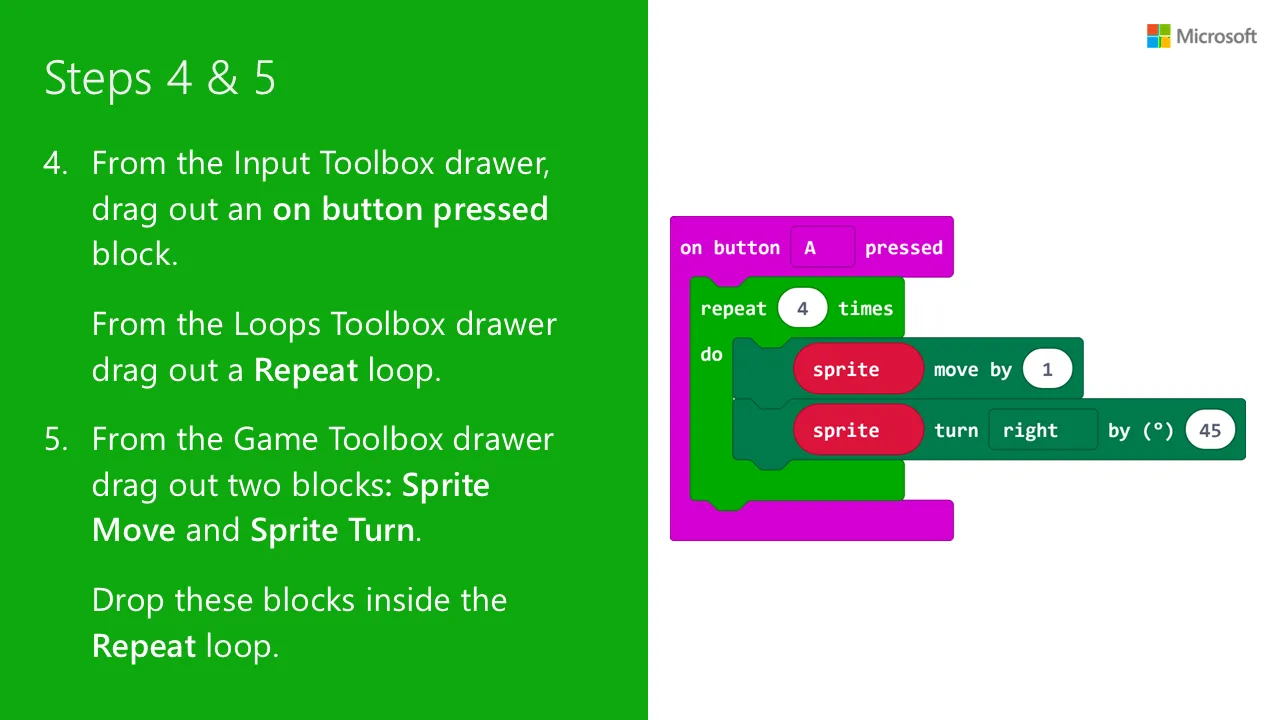 Steps 4 & 5
4. From the Input Toolbox drawer,
drag out an on button pressed
block.
From the Loops Toolbox drawer
drag out a Repeat loop.
5. From the Game Toolbox drawer
drag out two blocks: Sprite
Move and Sprite Turn.
Drop these blocks inside the
Repeat loop.
Microsoft
on button A pressed
repeat 4 times
do
sprite move by 1
sprite turn right by (°) 45